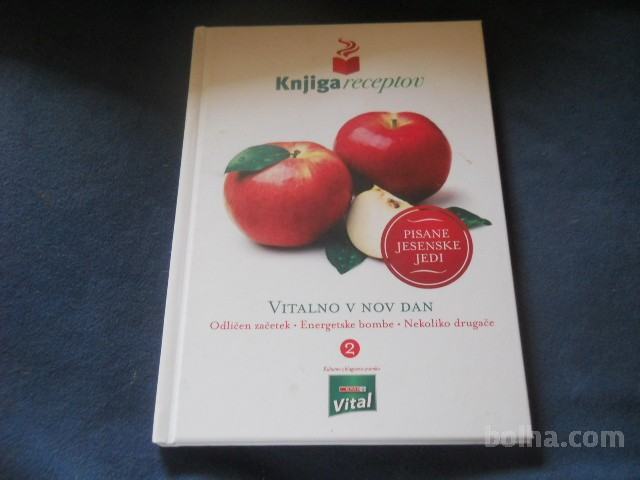 Knjiga receptov
PISANE
JESENSKE
JEDI
VITALNO V NOV DAN
Odličen začetek • Energetske bombe • Nekoliko drugače
2
Vital
bolha.com